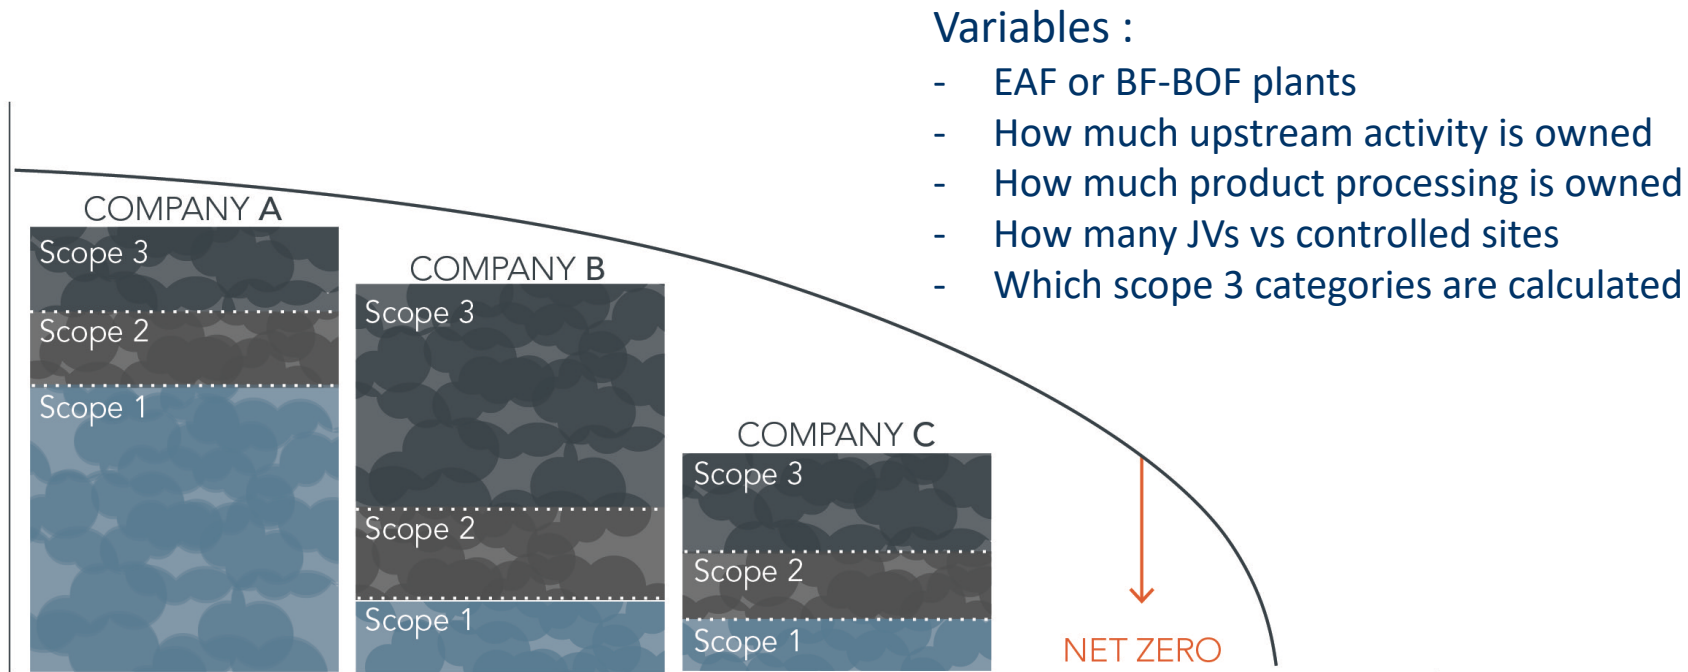 Variables :
- EAF or BF-BOF plants
- How much upstream activity is owned
- How much product processing is owned
- How many JVs vs controlled sites
- Which scope 3 categories are calculated
COMPANY A
Scope 3
Scope 2
Scope 1
COMPANY B
Scope 3
Scope 2
Scope 1
COMPANY C
Scope 3
Scope 2
Scope 1
NET ZERO